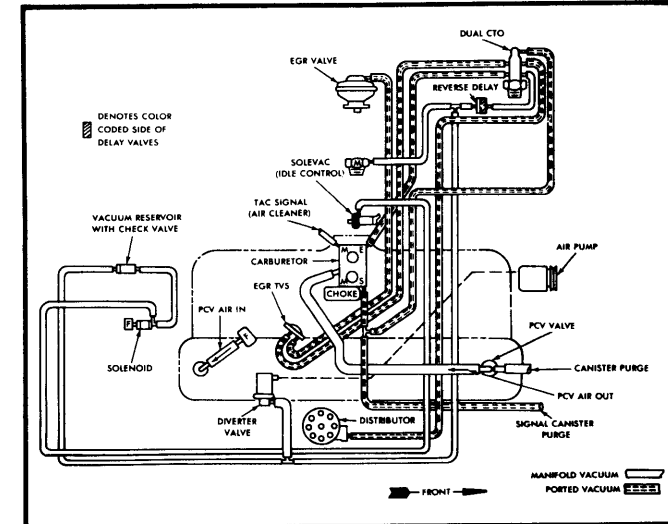 DUAL CTO
EGR VALVE
REVERSE DELAY
DENOTES COLOR
CODED SIDE OF
DELAY VALVES
M
SOLEVAC
(IDLE CONTROL)
TAC SIGNAL
(AIR CLEANER)
VACUUM RESERVOIR
WITH CHECK VALVE
AIR PUMP
M E
CARBURETOR
M S
CHOKE
EGR TVS
PCV AIR IN
F
F
PCV VALVE
SOLENOID
CANISTER PURGE
PCV AIR OUT
DIVERTER
VALVE
DISTRIBUTOR
SIGNAL CANISTER
PURGE
MANIFOLD VACUUM
FRONT
PORTED VACUUM